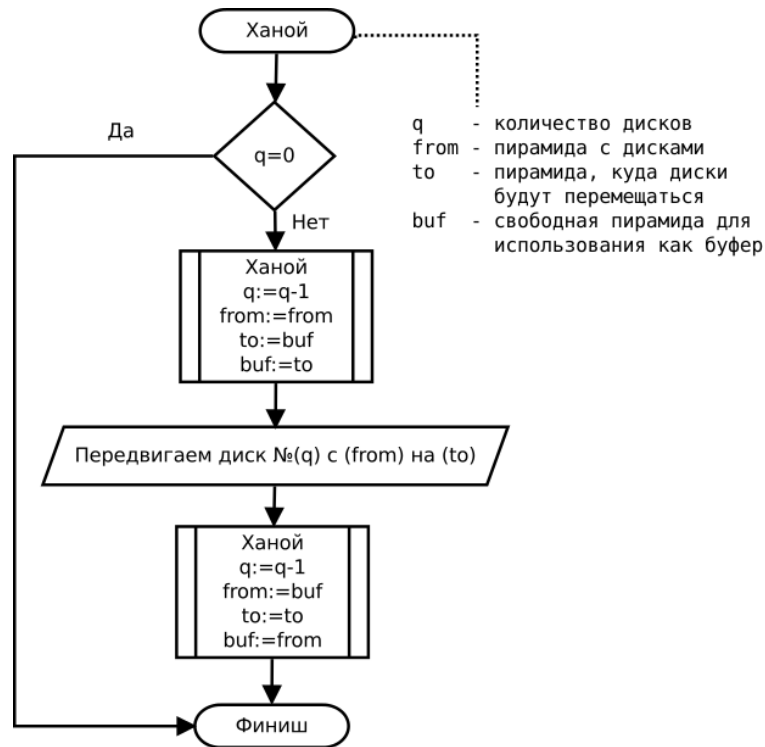 Ханой
Да
q=0
q - количество дисков
from - пирамида с дисками
to - пирамида, куда диски
будут перемещаться
buf - свободная пирамида для
использования как буфер
Нет
Ханой
q:=q-1
from:=from
to:=buf
buf:=to
Передвигаем диск №(q) с (from) на (to)
Ханой
q:=q-1
from:=buf
to:=to
buf:=from
Финиш